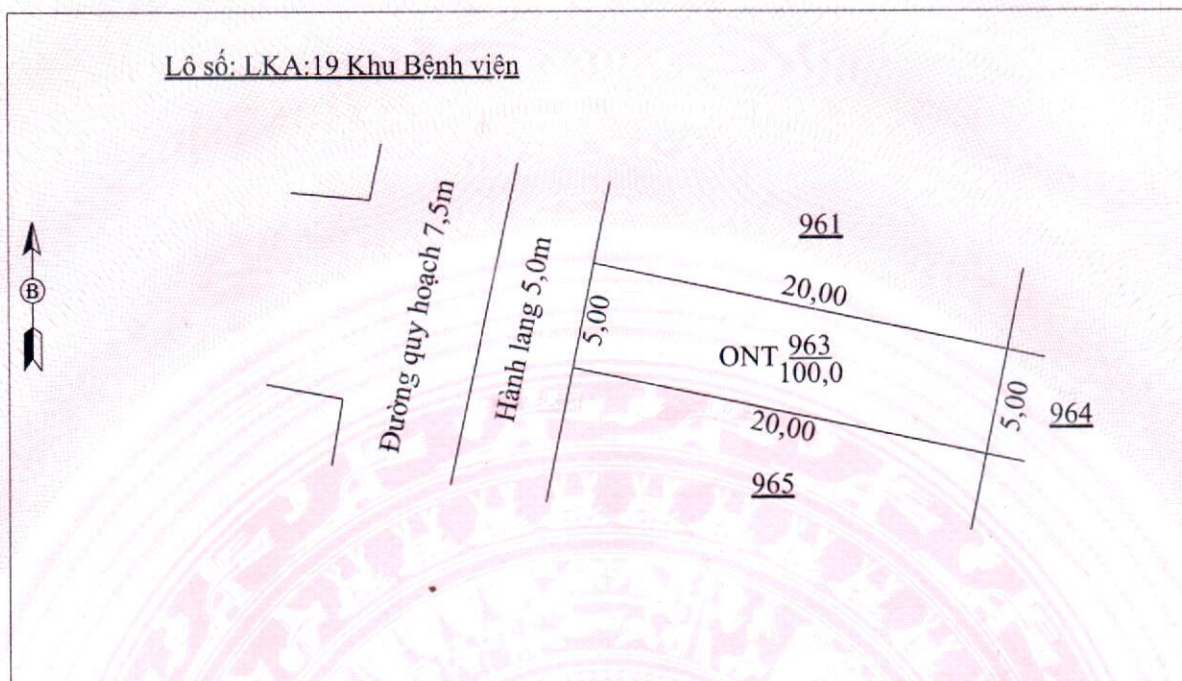 Lô số: LKA:19 Khu Bệnh viện
B
Đường quy hoạch 7,5m
Hành lang 5,0m
5,00
961
20,00
ONT 963
100,0
20,00
5,00
964
965